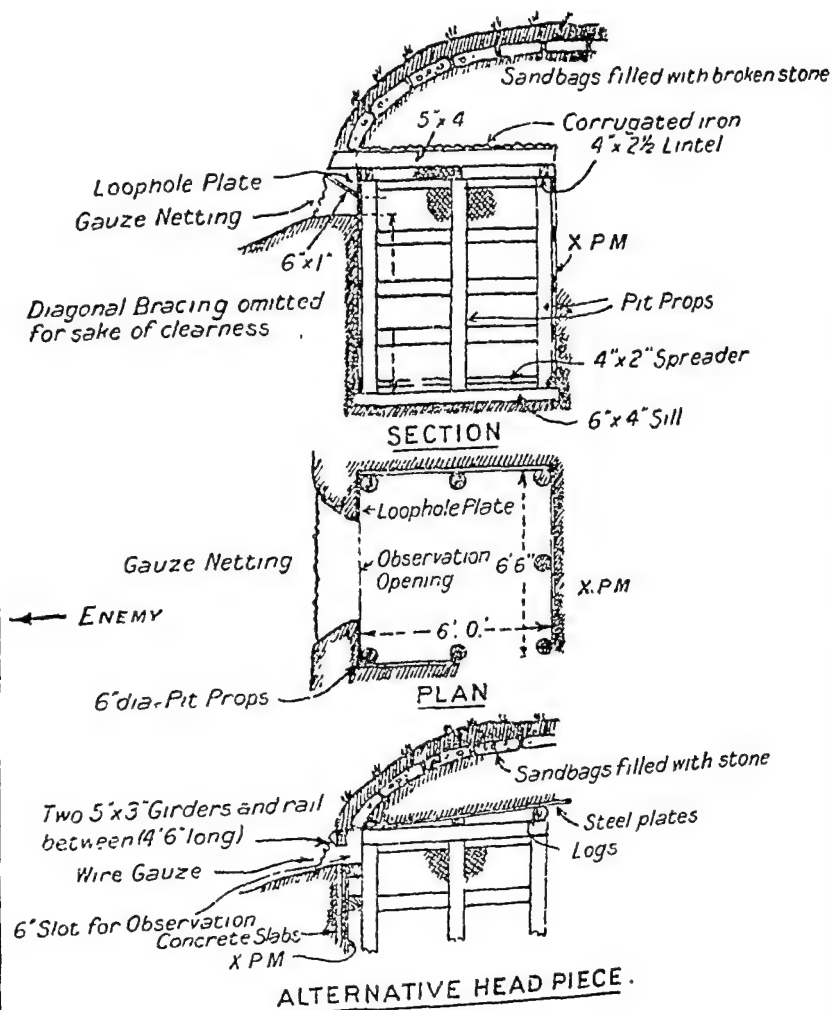 Sandbags filled with broken stone
5"x 4
Corrugated iron
4"x 2½ Lintel
Loophole Plate
Gauze Netting
6"x 1"
X P M
Diagonal Bracing omitted
for sake of clearness .
Pit Props
4"x 2" Spreader
6"x 4" Sill
SECTION
Loophole Plate
Gauze Netting
Observation
Opening
6'6"
X.P.M
ENEMY
6'. 0."
6"dia. Pit Props
PLAN
Sandbags filled with stone
Two 5"x 3" Girders and rail
between (4'6" long)
Steel plates
Logs
Wire Gauze
6" Slot for Observation
Concrete Slabs
X P M
ALTERNATIVE HEAD PIECE.